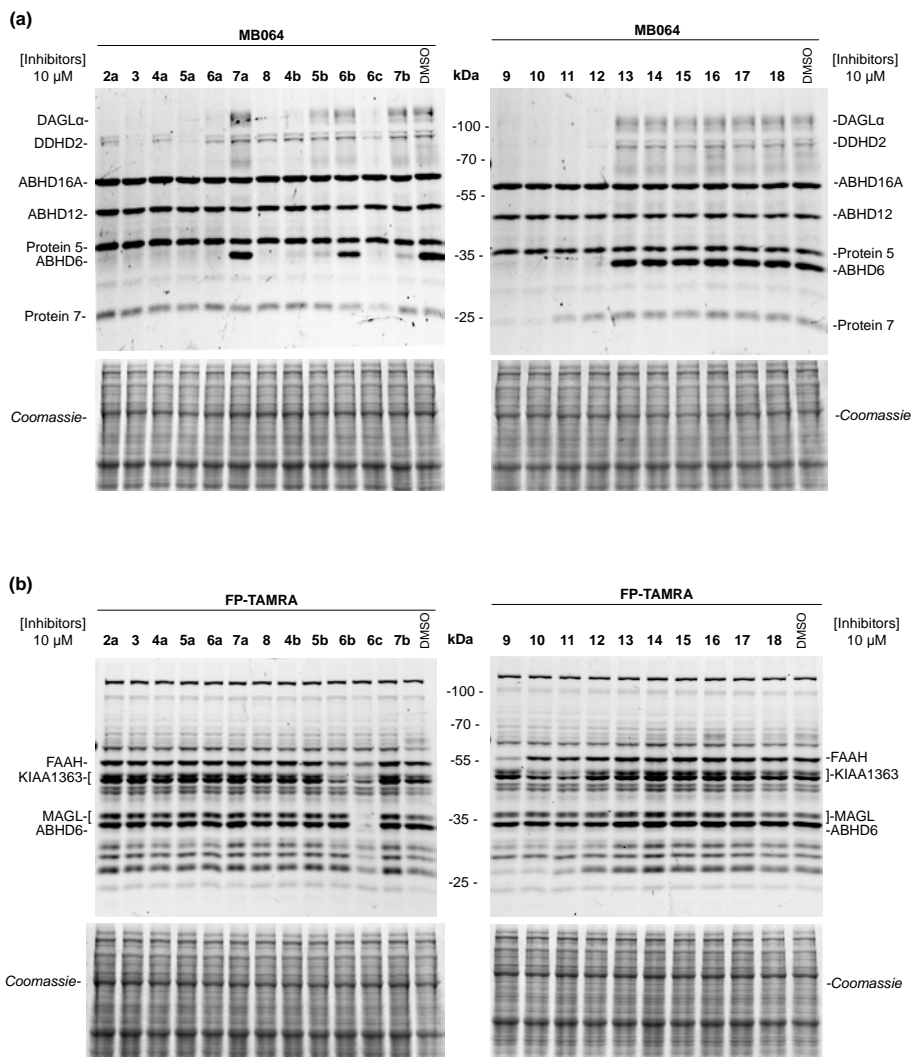 (a)
MB064
MB064
[Inhibitors]
10 µM
2a 3 4a 5a 6a 7a 8 4b 5b 6b 6c 7b DMSO
kDa
9 10 11 12 13 14 15 16 17 18 DMSO
[Inhibitors]
10 µM
DAGLα-
DDHD2-
ABHD16A-
ABHD12-
Protein 5-
ABHD6-
Protein 7-
-100 -
-70 -
-55 -
-35 -
-25 -
-DAGLα
-DDHD2
-ABHD16A
-ABHD12
-Protein 5
-ABHD6
-Protein 7
Coomassie-
-Coomassie
(b)
FP-TAMRA
FP-TAMRA
[Inhibitors]
10 µM
2a 3 4a 5a 6a 7a 8 4b 5b 6b 6c 7b DMSO
kDa
9 10 11 12 13 14 15 16 17 18 DMSO
[Inhibitors]
10 µM
FAAH-
KIAA1363-[
MAGL-[
ABHD6-
-100 -
-70 -
-55 -
-35 -
-25 -
-FAAH
]-KIAA1363
]-MAGL
-ABHD6
Coomassie-
-Coomassie